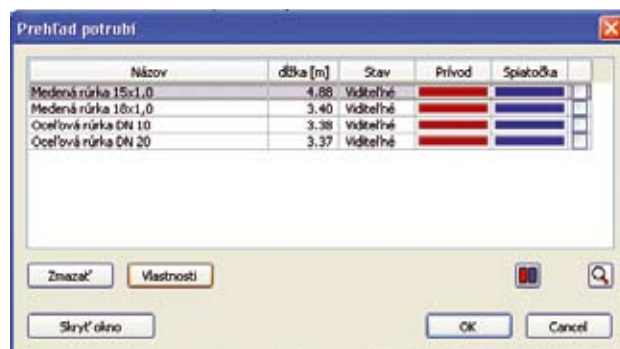 Prehľad potrubí
Názov dĺžka [m] Stav Prívod Spiatočka
Medená rúrka 15x1,0 4.88 Viditeľné
Medená rúrka 18x1,0 3.40 Viditeľné
Oceľová rúrka DN 10 3.38 Viditeľné
Oceľová rúrka DN 20 3.37 Viditeľné
Zmazať Vlastnosti
Skryť okno OK Cancel